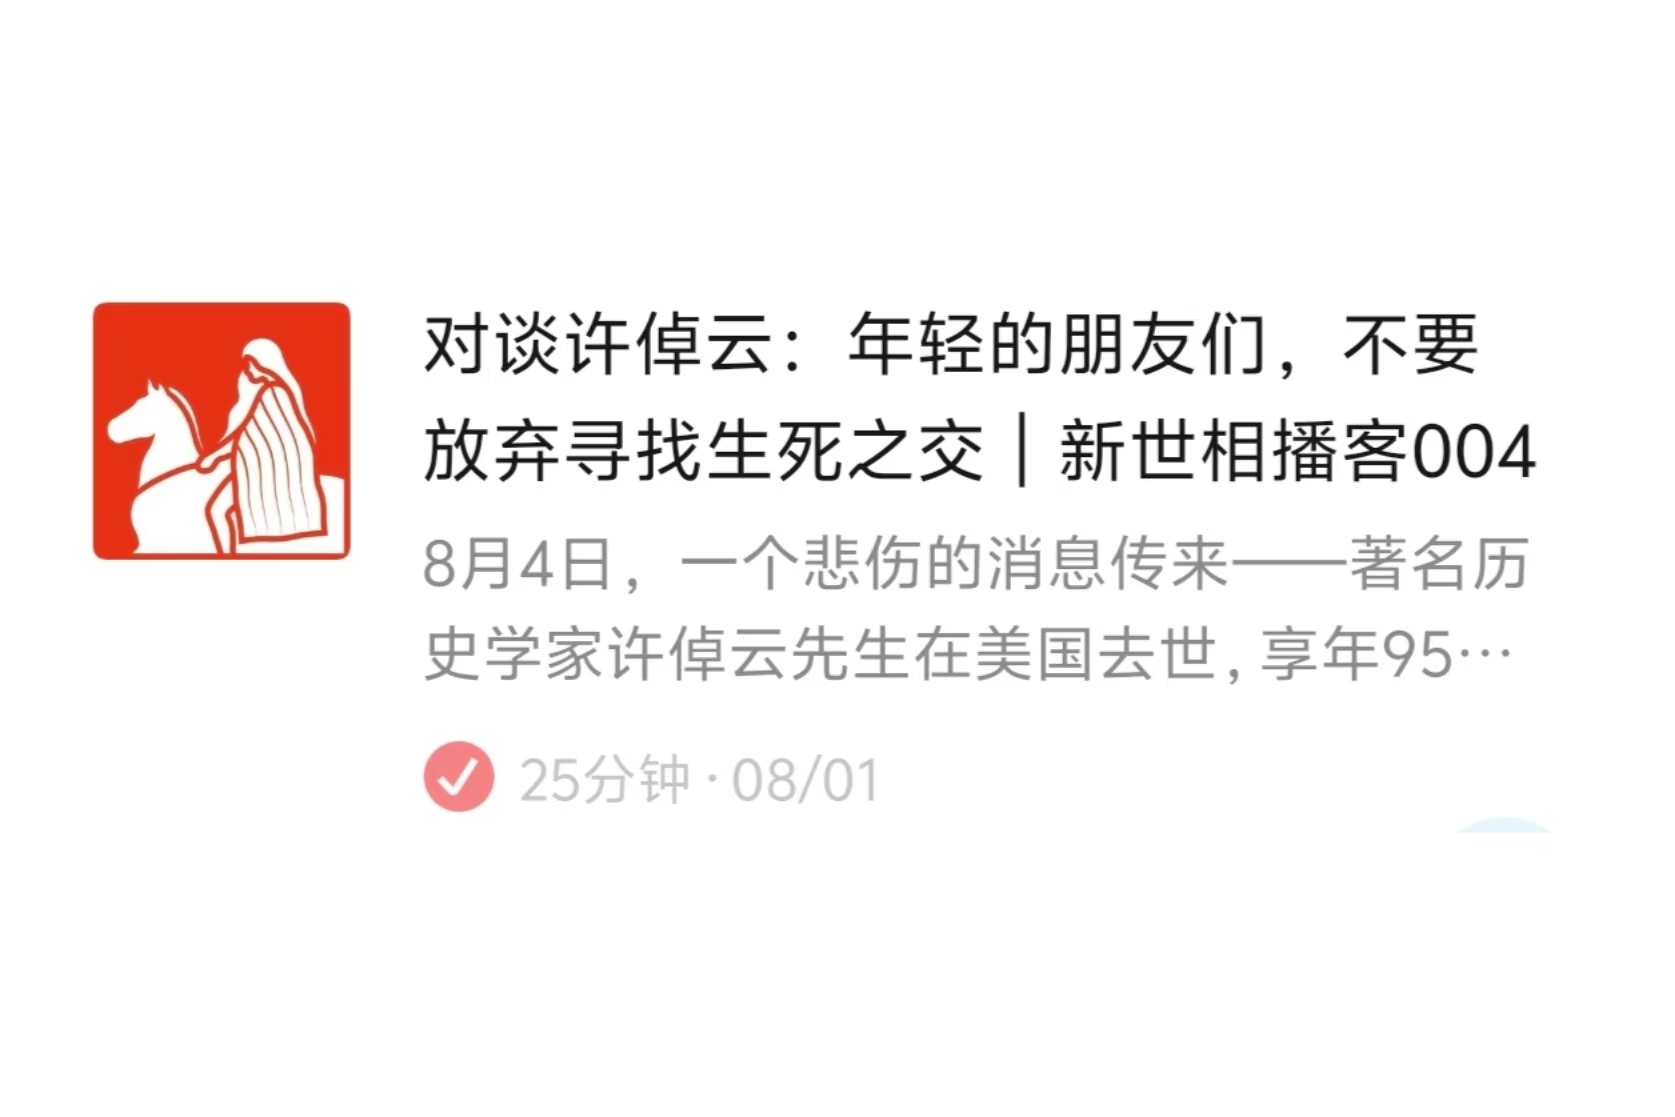 对谈许倬云：年轻的朋友们，不要
放弃寻找生死之交｜新世相播客004
8月4日，一个悲伤的消息传来——著名历
史学家许倬云先生在美国去世，享年95…
25分钟 · 08/01